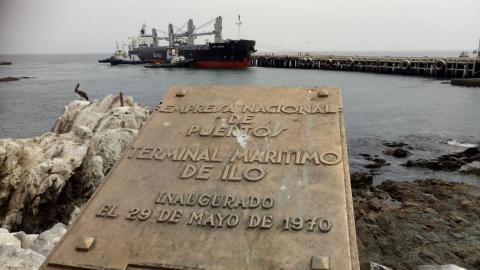 EMPRESA NACIONAL
DE
PUERTOS
TERMINAL MARITIMO
DE ILO
INAUGURADO
EL 29 DE MAYO DE 1970